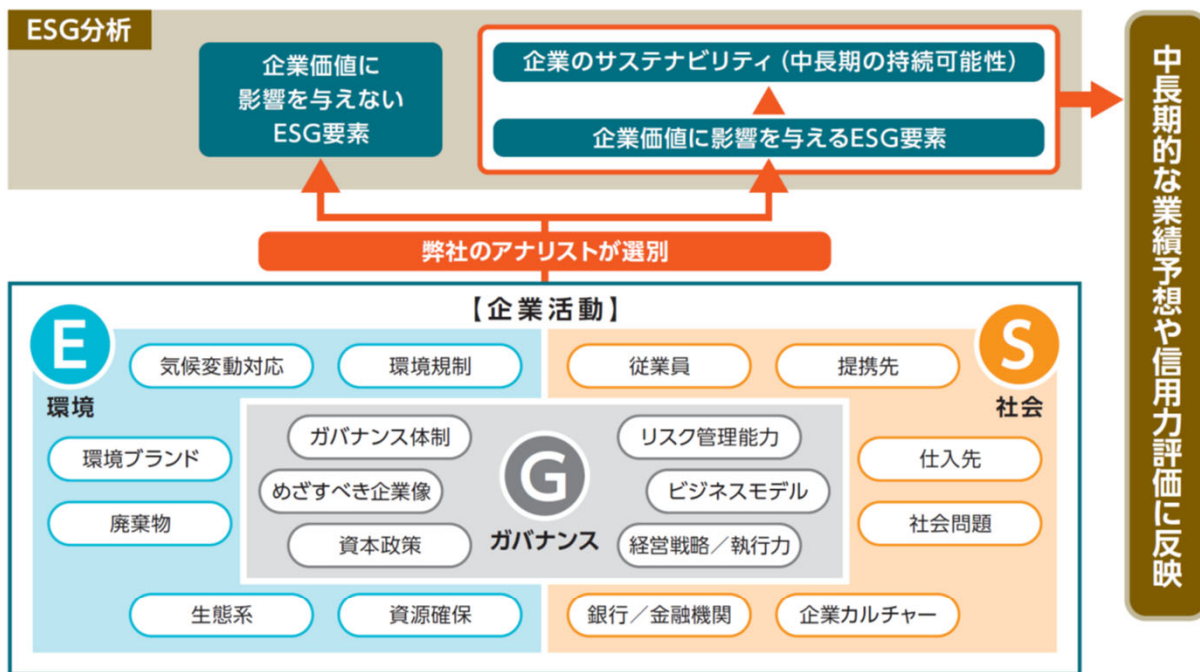 ESG分析
企業価値に
影響を与えない
ESG要素
企業のサステナビリティ(中長期の持続可能性)
企業価値に影響を与えるESG要素
中長期的な業績予想や信用力評価に反映
弊社のアナリストが選別
【企業活動】
E
環境
気候変動対応
環境規制
環境ブランド
廃棄物
生態系
資源確保
ガバナンス体制
めざすべき企業像
資本政策
G
ガバナンス
リスク管理能力
ビジネスモデル
経営戦略/執行力
S
社会
従業員
提携先
仕入先
社会問題
銀行/金融機関
企業カルチャー